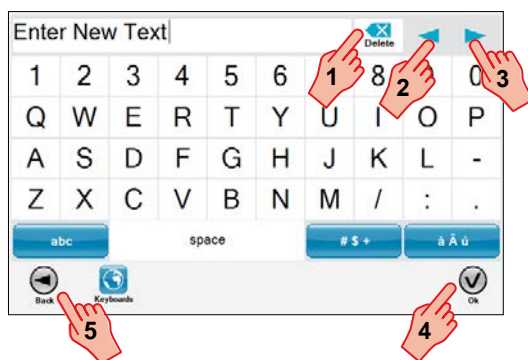 Enter New Text Delete
1 2 3 4 5 6 8 0
Q W E R T Y U I O P
A S D F G H J K L -
Z X C V B N M / : .
abc space # $ + à Â ú
Back Keyboards Ok
1
2
3
4
5